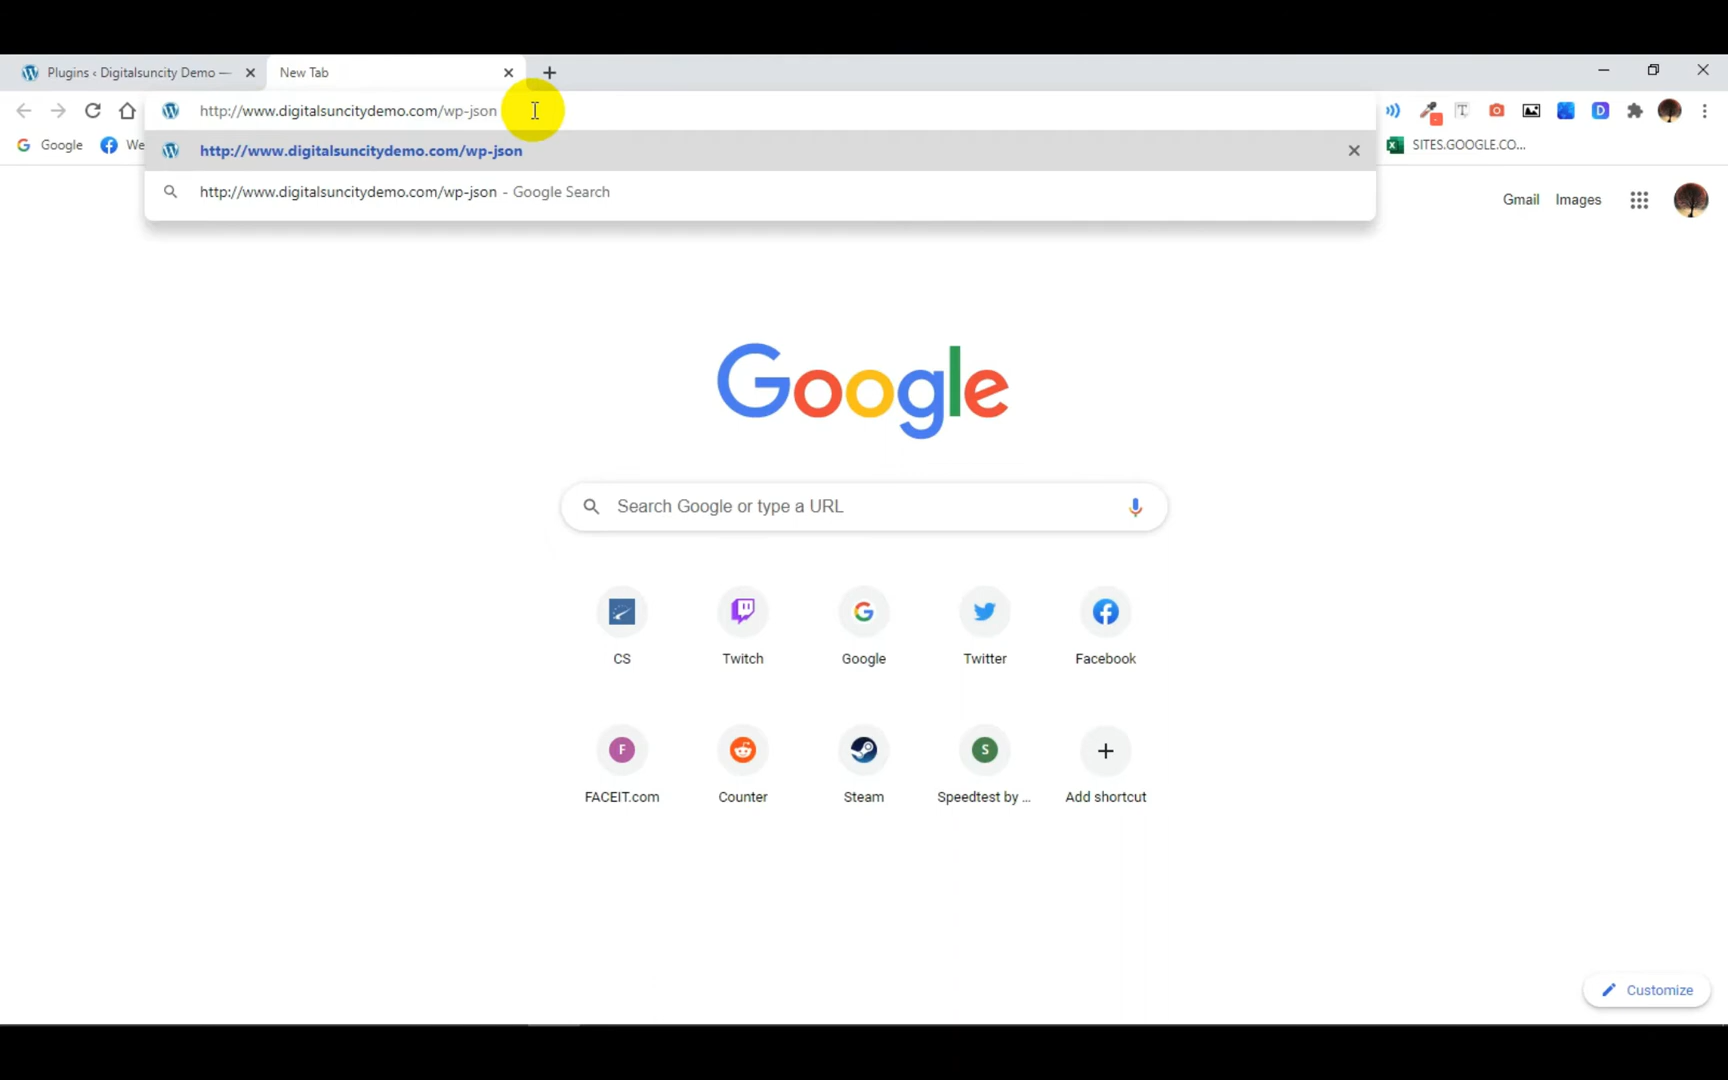 Plugins ‹ Digitalsuncity Demo —
New Tab
http://www.digitalsuncitydemo.com/wp-json
Google
We
http://www.digitalsuncitydemo.com/wp-json
SITES.GOOGLE.CO...
http://www.digitalsuncitydemo.com/wp-json - Google Search
Gmail Images
Google
Search Google or type a URL
CS
Twitch
Google
Twitter
Facebook
F
S
FACEIT.com
Counter
Steam
Speedtest by ...
Add shortcut
Customize